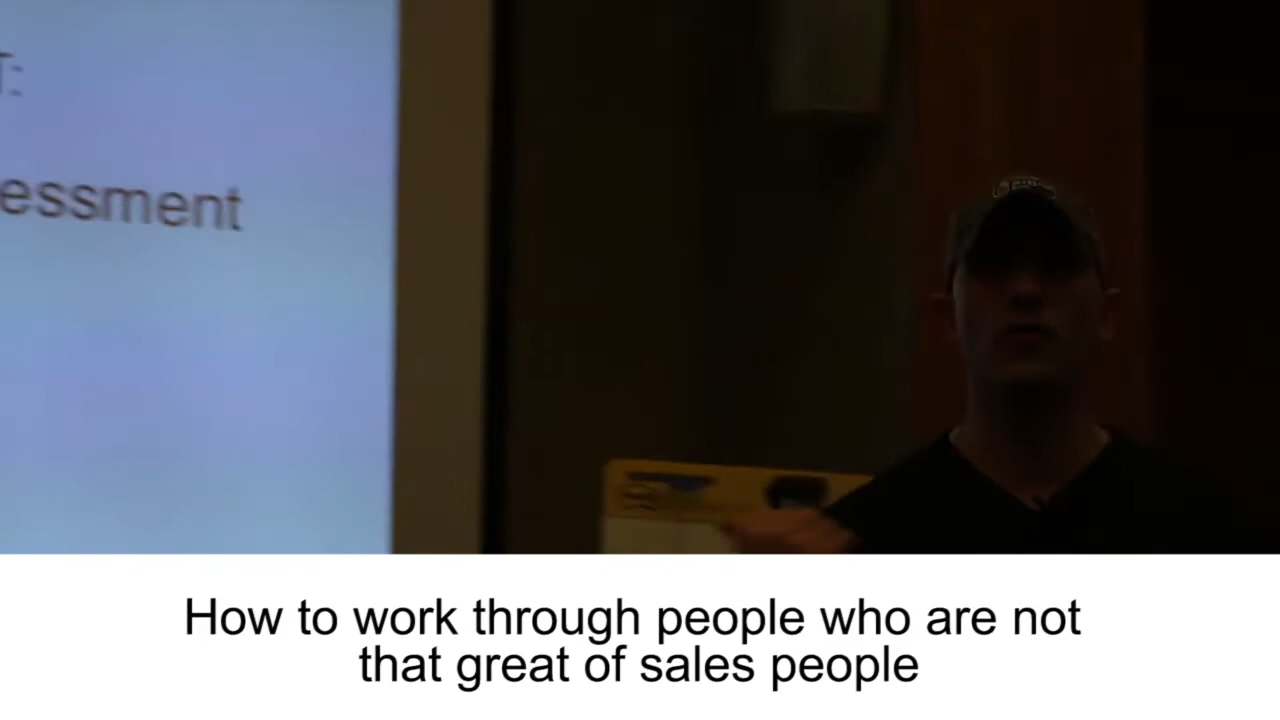 T:
essment
How to work through people who are not
that great of sales people